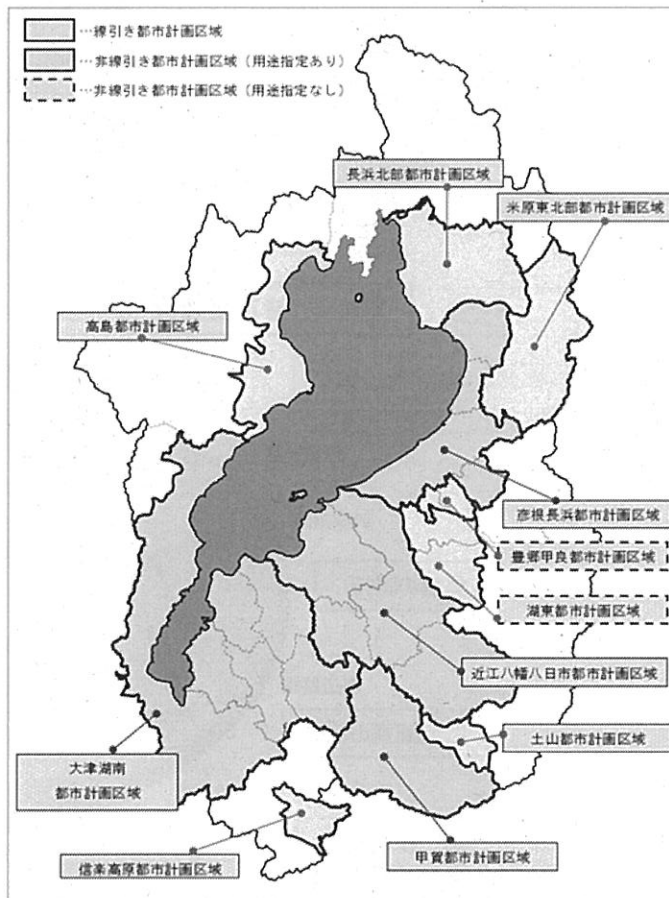 …線引き都市計画区域
…非線引き都市計画区域(用途指定あり)
…非線引き都市計画区域(用途指定なし)
長浜北部都市計画区域
米原東北部都市計画区域
高島都市計画区域
彦根長浜都市計画区域
豊郷甲良都市計画区域
湖東都市計画区域
近江八幡八日市都市計画区域
土山都市計画区域
大津湖南
都市計画区域
甲賀都市計画区域
信楽高原都市計画区域